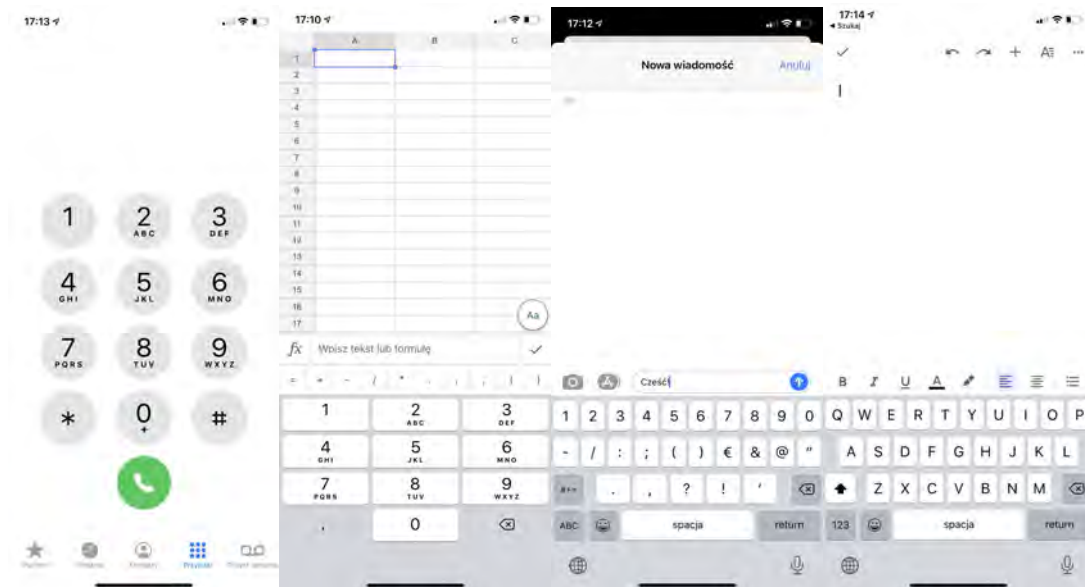 17:13
1
2
ABC
3
DEF
4
GHI
5
JKL
6
MNO
7
PQRS
8
TUV
9
WXYZ
*
0
+
#
17:10
A B C
1
2
3
4
5
6
7
8
9
10
11
12
13
14
15
16
17
Aa
fx Wpisz tekst lub formułę
1
2
ABC
3
DEF
4
GHI
5
JKL
6
MNO
7
PQRS
8
TUV
9
WXYZ
,
0
17:12
Nowa wiadomość Anuluj
Cześć
1 2 3 4 5 6 7 8 9 0
- / : ; ( ) € & @ "
#+= . , ? ! '
ABC spacja return
17:14
Szukaj
B I U A
Q W E R T Y U I O P
A S D F G H J K L
Z X C V B N M
123 spacja return